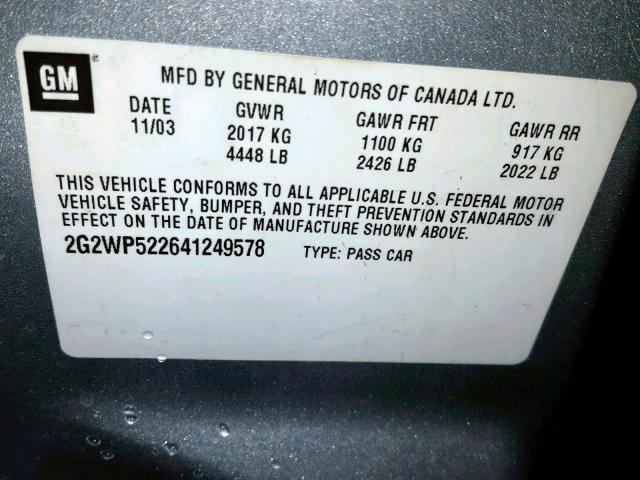 GM®
MFD BY GENERAL MOTORS OF CANADA LTD.
DATE GVWR GAWR FRT GAWR RR
11/03 2017 KG 1100 KG 917 KG
4448 LB 2426 LB 2022 LB
THIS VEHICLE CONFORMS TO ALL APPLICABLE U.S. FEDERAL MOTOR
VEHICLE SAFETY, BUMPER, AND THEFT PREVENTION STANDARDS IN
EFFECT ON THE DATE OF MANUFACTURE SHOWN ABOVE.
2G2WP522641249578 TYPE: PASS CAR